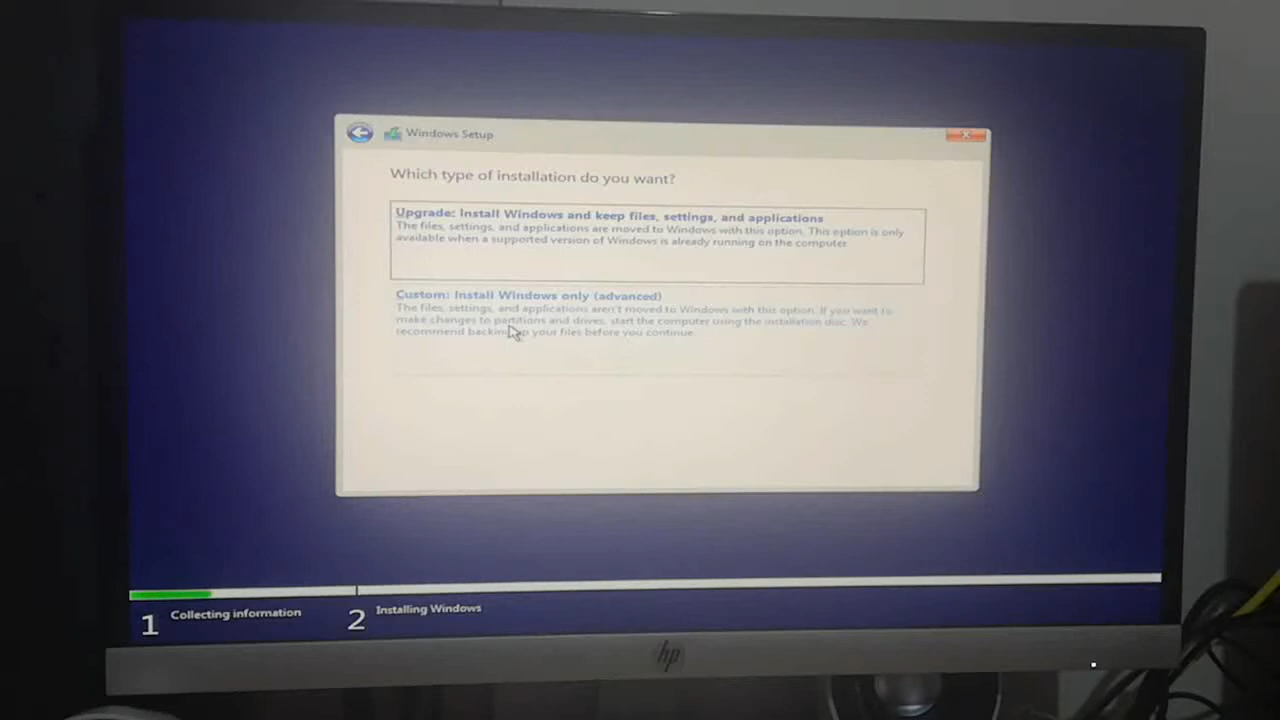 Windows Setup
Which type of installation do you want?
Upgrade: Install Windows and keep files, settings, and applications
The files, settings, and applications are moved to Windows with this option. This option is only
available when a supported version of Windows is already running on the computer.
Custom: Install Windows only (advanced)
The files, settings, and applications aren't moved to Windows with this option. If you want to
make changes to partitions and drives, start the computer using the installation disc. We
recommend backing up your files before you continue.
1 Collecting information
2 Installing Windows
hp